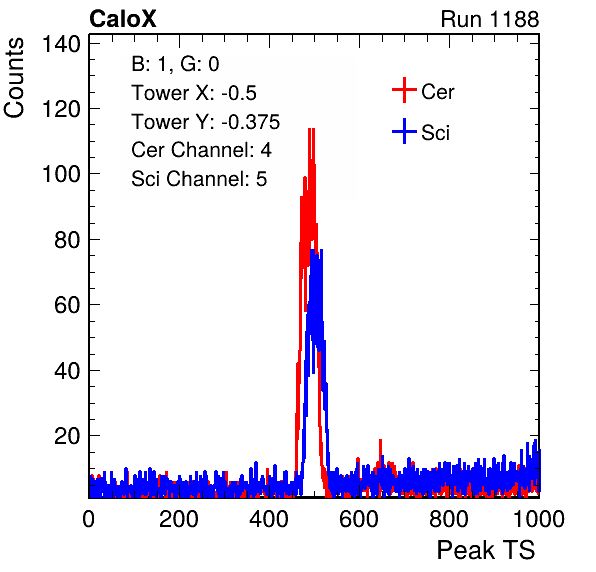 CaloX Run 1188
Counts
140
120
100
80
60
40
20
B: 1, G: 0
Tower X: -0.5
Tower Y: -0.375
Cer Channel: 4
Sci Channel: 5
Cer
Sci
0 200 400 600 800 1000
Peak TS